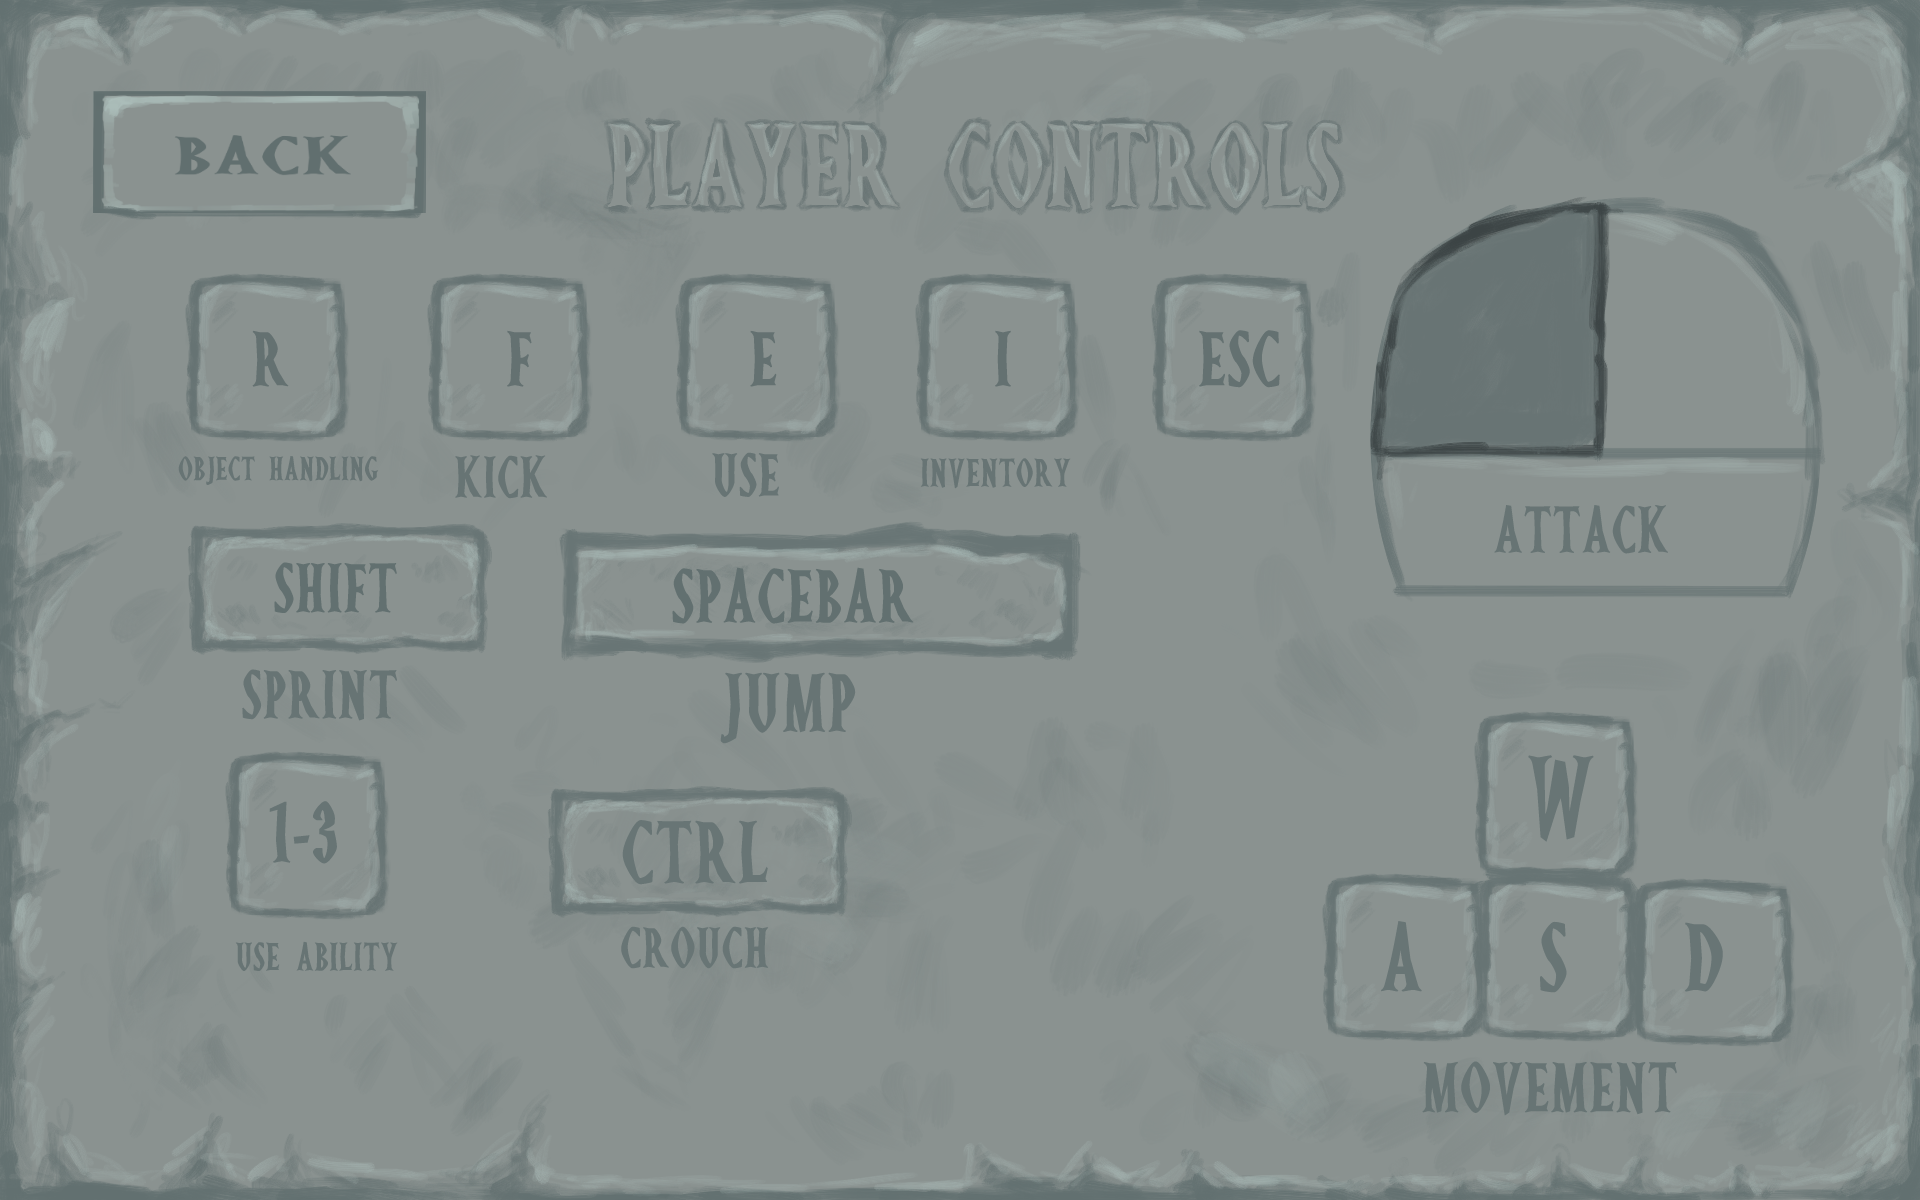 BACK
PLAYER CONTROLS
R
F
E
I
ESC
OBJECT HANDLING
KICK
USE
INVENTORY
ATTACK
SHIFT
SPACEBAR
SPRINT
JUMP
1-3
CTRL
USE ABILITY
CROUCH
W
A
S
D
MOVEMENT